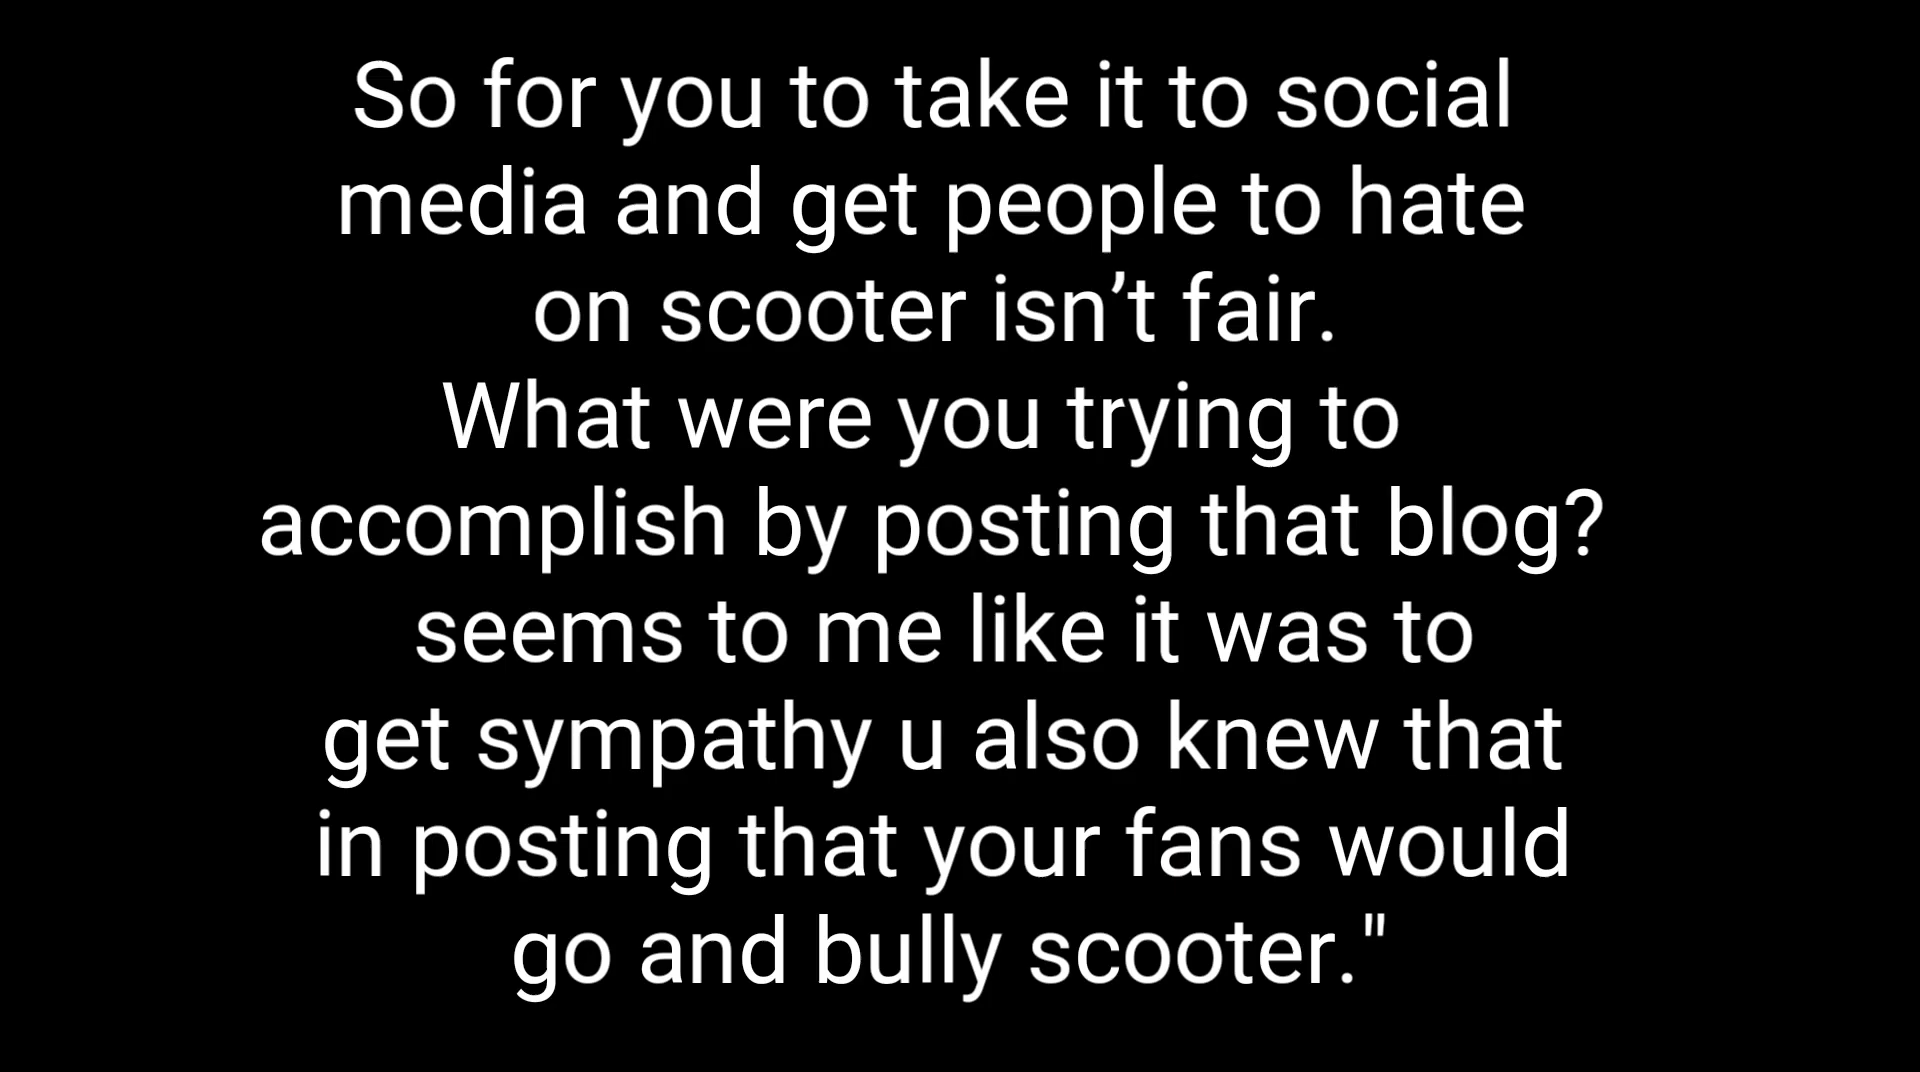 So for you to take it to social
media and get people to hate
on scooter isn’t fair.
What were you trying to
accomplish by posting that blog?
seems to me like it was to
get sympathy u also knew that
in posting that your fans would
go and bully scooter."